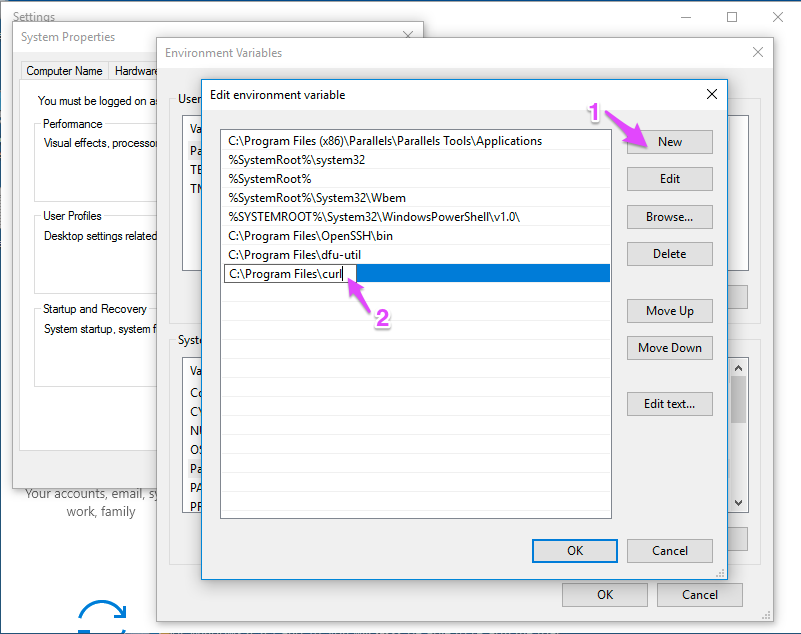 Settings
System Properties
Environment Variables
Computer Name
Hardware
You must be logged on as
Performance
Visual effects, processor
User Profiles
Desktop settings related
Startup and Recovery
System startup, system f
User
Va
Pa
TE
TM
Syste
Va
Co
CY
NU
OS
Pa
PA
PR
Edit environment variable
C:\Program Files (x86)\Parallels\Parallels Tools\Applications
%SystemRoot%\system32
%SystemRoot%
%SystemRoot%\System32\Wbem
%SYSTEMROOT%\System32\WindowsPowerShell\v1.0\
C:\Program Files\OpenSSH\bin
C:\Program Files\dfu-util
C:\Program Files\curl
1
2
New
Edit
Browse...
Delete
Move Up
Move Down
Edit text...
OK
Cancel
OK
Cancel
Your accounts, email, sy
work, family